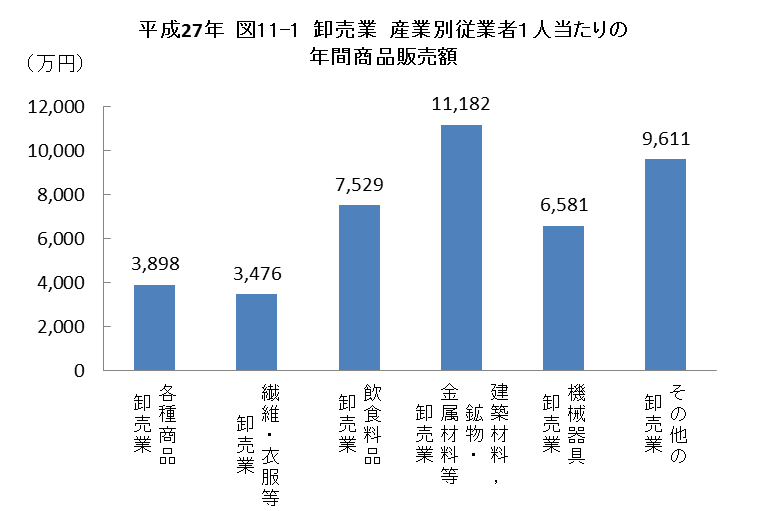 平成27年 図11-1 卸売業 産業別従業者1人当たりの
年間商品販売額
（万円）
12,000
10,000
8,000
6,000
4,000
2,000
0
3,898
3,476
7,529
11,182
6,581
9,611
各種商品
卸売業
繊維・衣服等
卸売業
飲食料品
卸売業
建築材料，
鉱物・
金属材料等
卸売業
機械器具
卸売業
その他の
卸売業